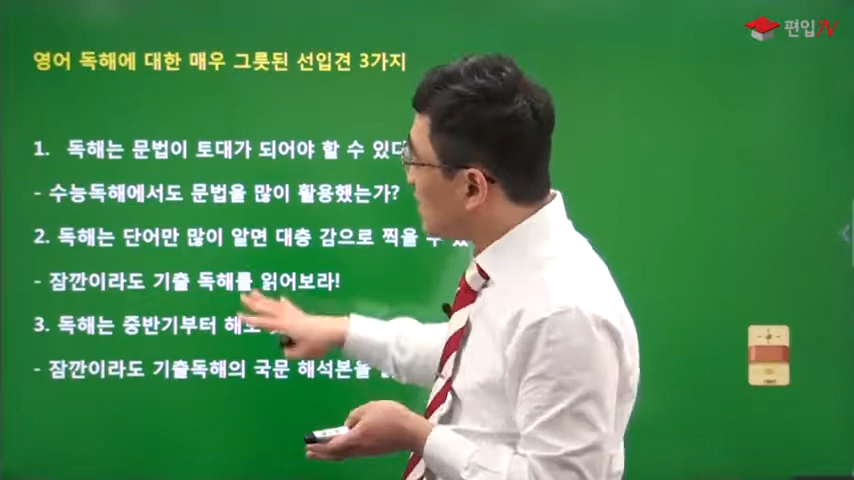 편입TV
영어 독해에 대한 매우 그릇된 선입견 3가지
1. 독해는 문법이 토대가 되어야 할 수 있다
- 수능독해에서도 문법을 많이 활용했는가?
2. 독해는 단어만 많이 알면 대층 감으로 찍을 수
- 잠깐이라도 기출 독해를 읽어보라!
3. 독해는 중반기부터 해도
- 잠깐이라도 기출독해의 국문 해석본을